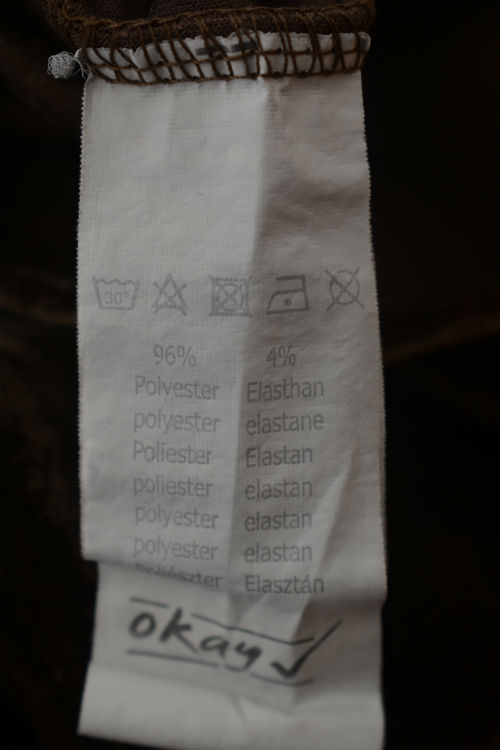 30°
96% 4%
Polyester Elasthan
polyester elastane
Poliester Elastan
poliester elastan
polyester elastan
polyester elastan
Poliészter Elasztán
okay